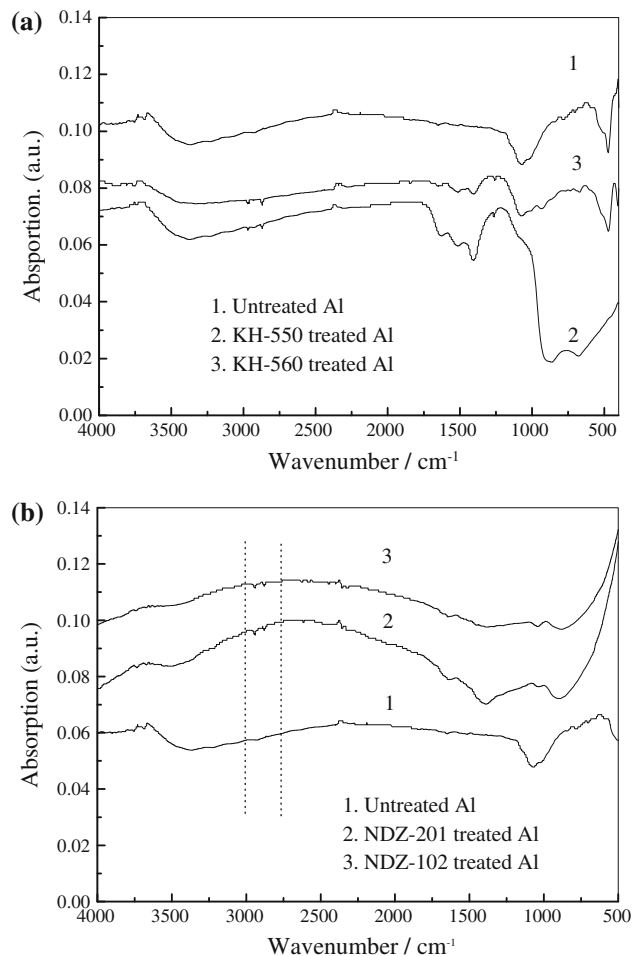 (a)
0.14
0.12
0.10
0.08
0.06
0.04
0.02
0.00
Absportion. (a.u.)
1
3
2
1. Untreated Al
2. KH-550 treated Al
3. KH-560 treated Al
4000 3500 3000 2500 2000 1500 1000 500
Wavenumber / cm-1
(b)
0.14
0.12
0.10
0.08
0.06
0.04
0.02
0.00
Absorption (a.u.)
3
2
1
1. Untreated Al
2. NDZ-201 treated Al
3. NDZ-102 treated Al
4000 3500 3000 2500 2000 1500 1000 500
Wavenumber / cm-1